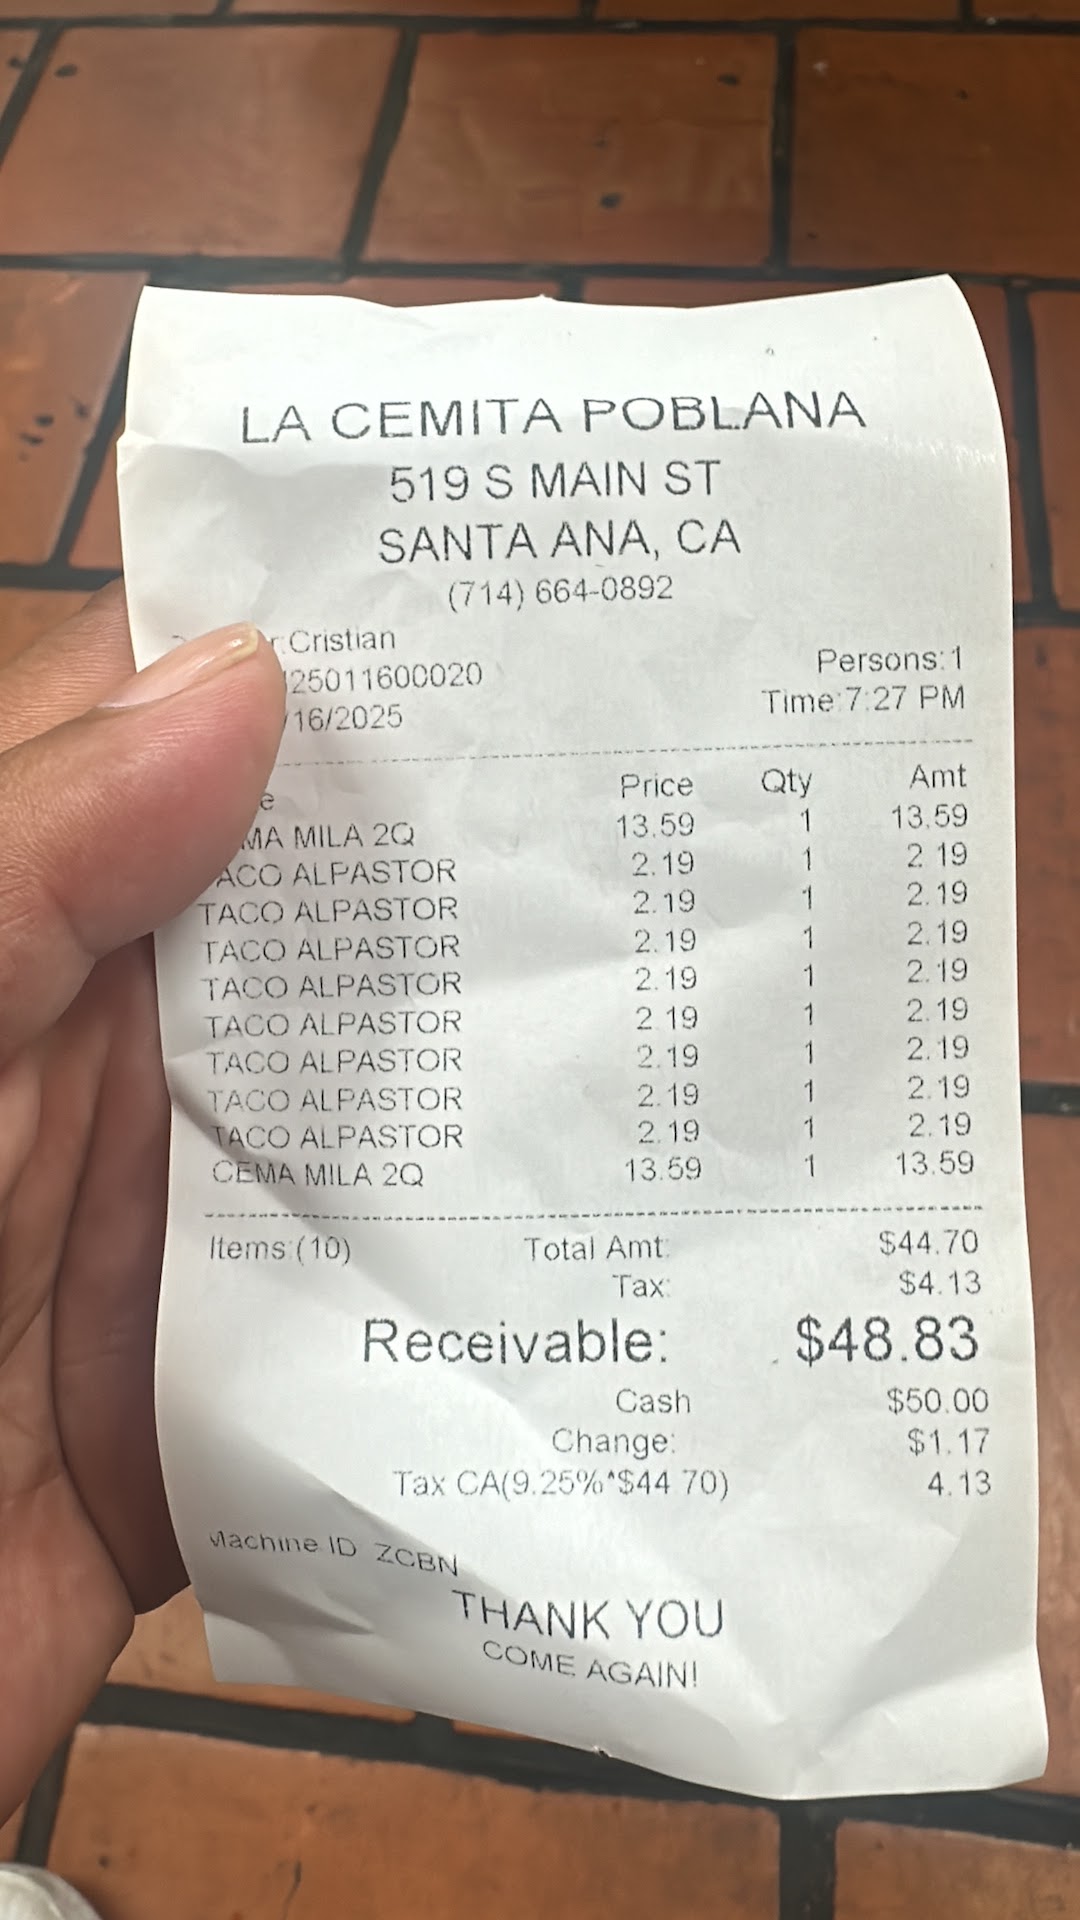 LA CEMITA POBLANA
519 S MAIN ST
SANTA ANA, CA
(714) 664-0892
r:Cristian
25011600020 Persons:1
/16/2025 Time:7:27 PM
e Price Qty Amt
MA MILA 2Q 13.59 1 13.59
ACO ALPASTOR 2.19 1 2.19
TACO ALPASTOR 2.19 1 2.19
TACO ALPASTOR 2.19 1 2.19
TACO ALPASTOR 2.19 1 2.19
TACO ALPASTOR 2.19 1 2.19
TACO ALPASTOR 2.19 1 2.19
TACO ALPASTOR 2.19 1 2.19
TACO ALPASTOR 2.19 1 2.19
CEMA MILA 2Q 13.59 1 13.59
Items:(10) Total Amt: $44.70
Tax: $4.13
Receivable: $48.83
Cash $50.00
Change: $1.17
Tax CA(9.25%*$44.70) 4.13
Machine ID ZCBN
THANK YOU
COME AGAIN!